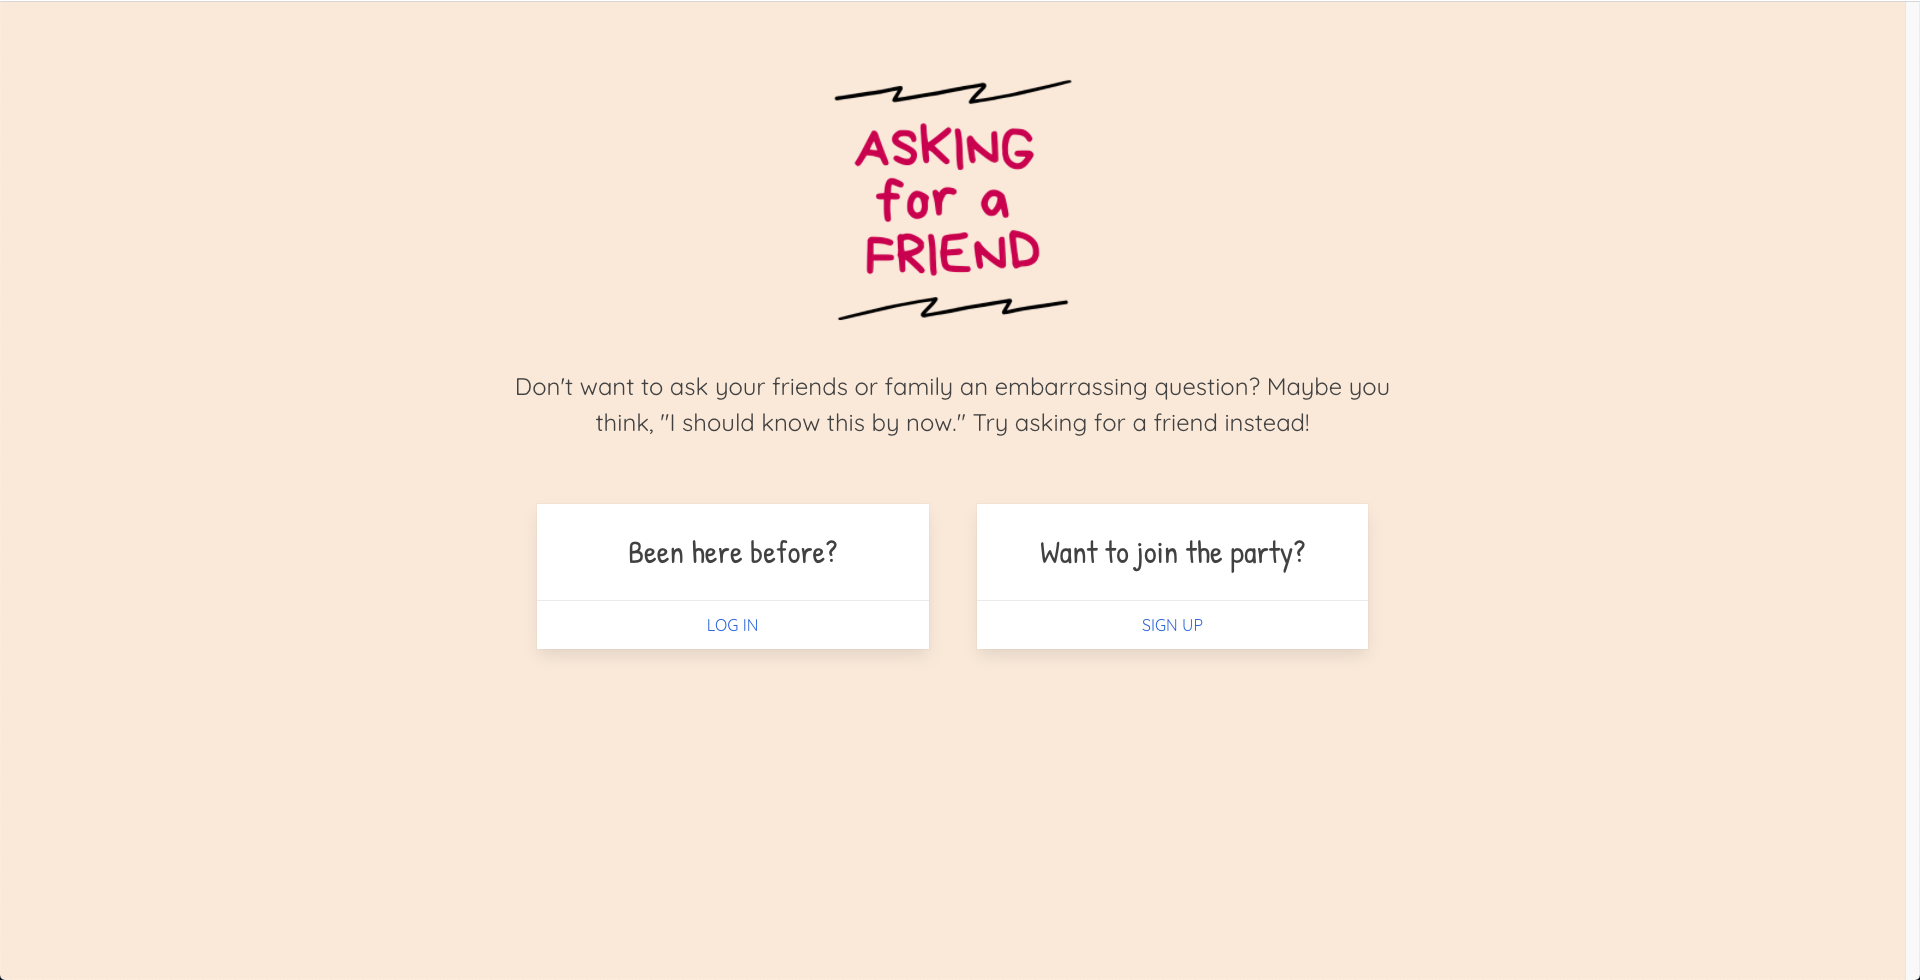 ASKING
for a
FRIEND
Don't want to ask your friends or family an embarrassing question? Maybe you
think, "I should know this by now." Try asking for a friend instead!
Been here before?
LOG IN
Want to join the party?
SIGN UP